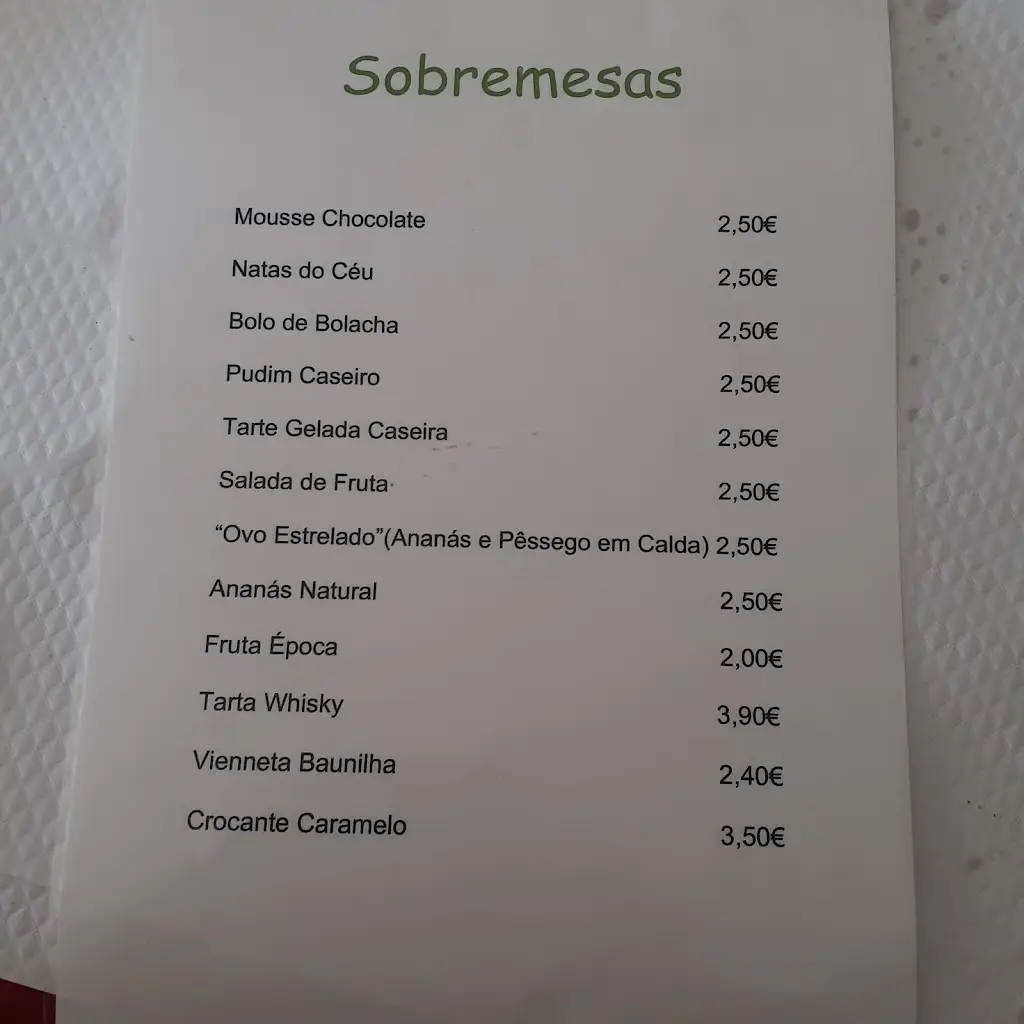 Sobremesas
Mousse Chocolate 2,50€
Natas do Céu 2,50€
Bolo de Bolacha 2,50€
Pudim Caseiro 2,50€
Tarte Gelada Caseira 2,50€
Salada de Fruta 2,50€
“Ovo Estrelado”(Ananás e Pêssego em Calda) 2,50€
Ananás Natural 2,50€
Fruta Época 2,00€
Tarta Whisky 3,90€
Vienneta Baunilha 2,40€
Crocante Caramelo 3,50€